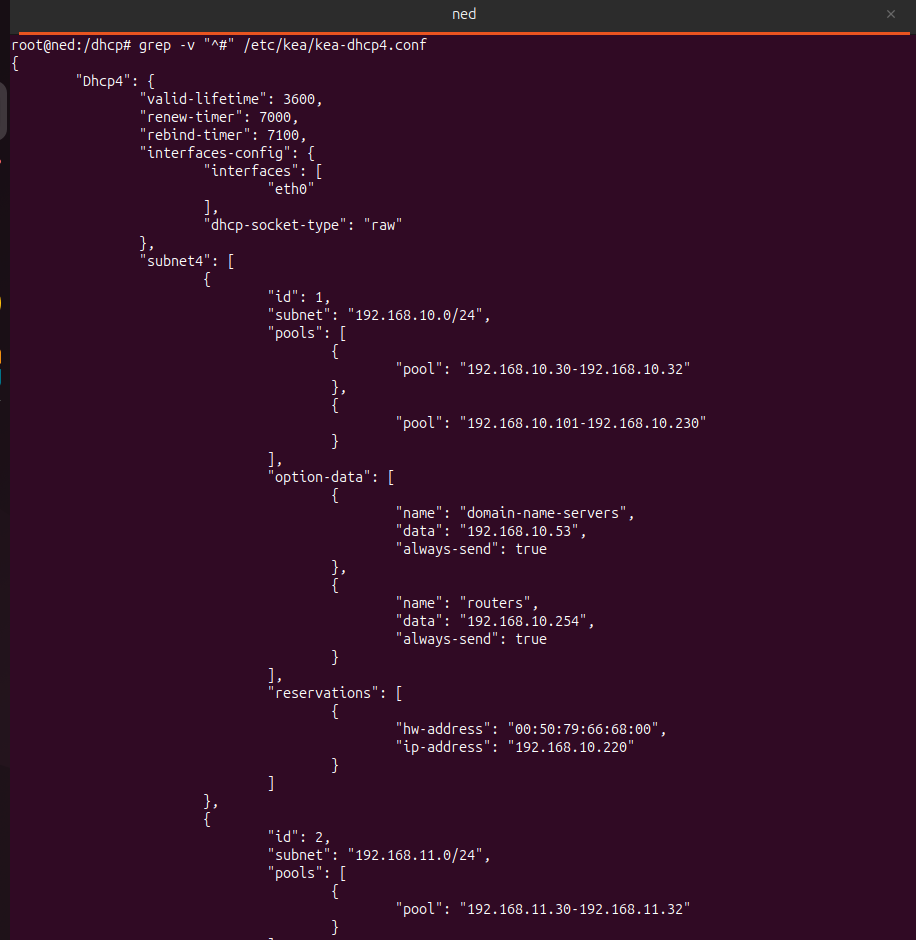 ned
root@ned:/dhcp# grep -v "^#" /etc/kea/kea-dhcp4.conf
{
"Dhcp4": {
"valid-lifetime": 3600,
"renew-timer": 7000,
"rebind-timer": 7100,
"interfaces-config": {
"interfaces": [
"eth0"
],
"dhcp-socket-type": "raw"
},
"subnet4": [
{
"id": 1,
"subnet": "192.168.10.0/24",
"pools": [
{
"pool": "192.168.10.30-192.168.10.32"
},
{
"pool": "192.168.10.101-192.168.10.230"
}
],
"option-data": [
{
"name": "domain-name-servers",
"data": "192.168.10.53",
"always-send": true
},
{
"name": "routers",
"data": "192.168.10.254",
"always-send": true
}
],
"reservations": [
{
"hw-address": "00:50:79:66:68:00",
"ip-address": "192.168.10.220"
}
]
},
{
"id": 2,
"subnet": "192.168.11.0/24",
"pools": [
{
"pool": "192.168.11.30-192.168.11.32"
}